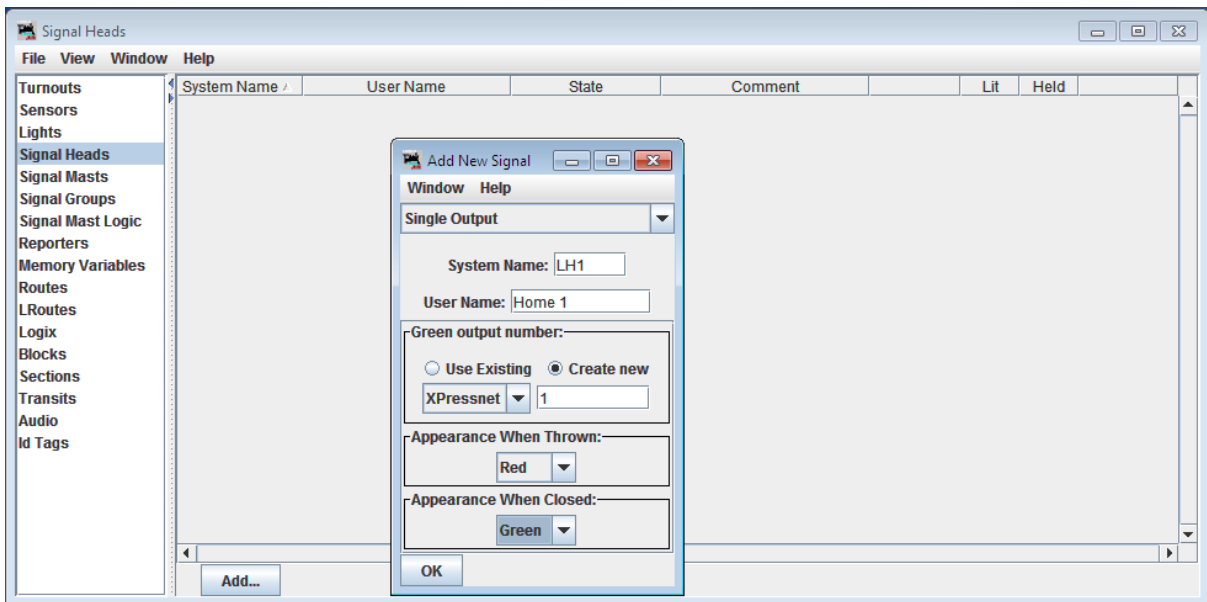 Signal Heads
File View Window Help
Turnouts
Sensors
Lights
Signal Heads
Signal Masts
Signal Groups
Signal Mast Logic
Reporters
Memory Variables
Routes
LRoutes
Logix
Blocks
Sections
Transits
Audio
Id Tags
System Name User Name State Comment Lit Held
Add New Signal
Window Help
Single Output
System Name: LH1
User Name: Home 1
Green output number:
Use Existing Create new
XPressnet 1
Appearance When Thrown:
Red
Appearance When Closed:
Green
OK
Add...